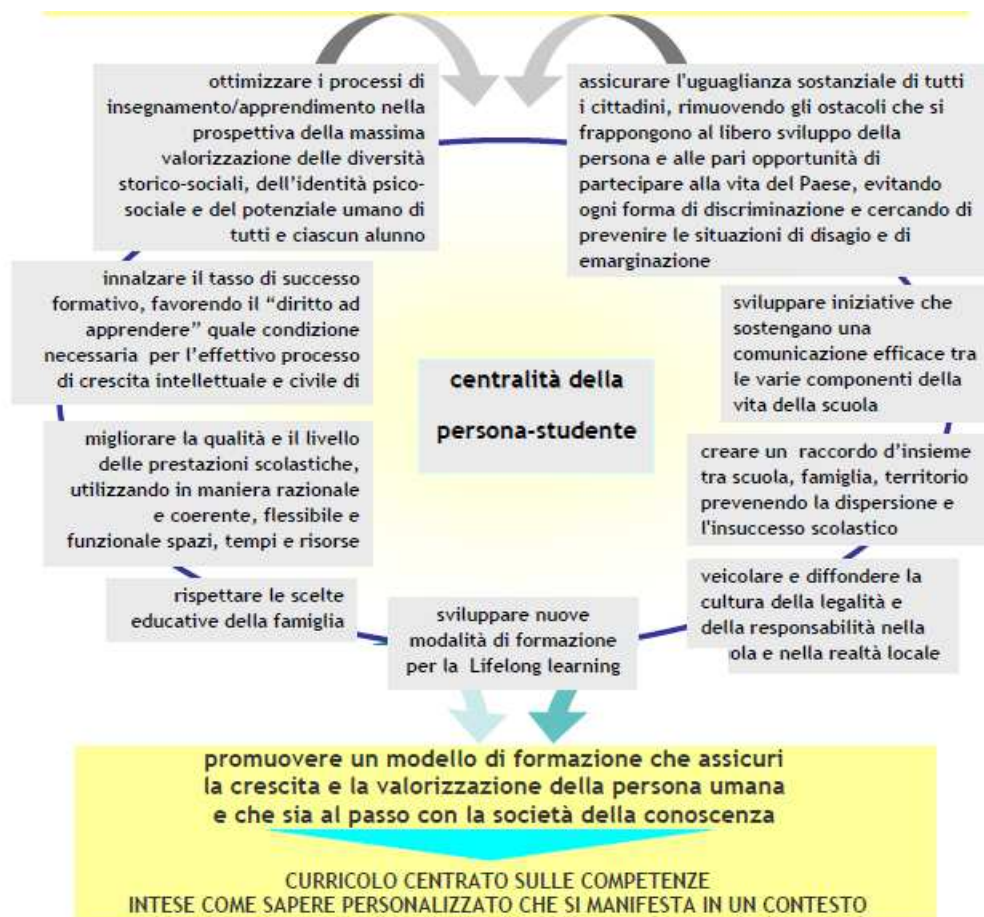 ottimizzare i processi di
insegnamento/apprendimento nella
prospettiva della massima
valorizzazione delle diversità
storico-sociali, dell'identità psico-
sociale e del potenziale umano di
tutti e ciascun alunno
assicurare l'uguaglianza sostanziale di tutti
i cittadini, rimuovendo gli ostacoli che si
frappongono al libero sviluppo della
persona e alle pari opportunità di
partecipare alla vita del Paese, evitando
ogni forma di discriminazione e cercando di
prevenire le situazioni di disagio e di
emarginazione
innalzare il tasso di successo
formativo, favorendo il “diritto ad
apprendere” quale condizione
necessaria per l'effettivo processo
di crescita intellettuale e civile di
sviluppare iniziative che
sostengano una
comunicazione efficace tra
le varie componenti della
vita della scuola
centralità della
persona-studente
migliorare la qualità e il livello
delle prestazioni scolastiche,
utilizzando in maniera razionale
e coerente, flessibile e
funzionale spazi, tempi e risorse
creare un raccordo d'insieme
tra scuola, famiglia, territorio
prevenendo la dispersione e
l'insuccesso scolastico
rispettare le scelte
educative della famiglia
sviluppare nuove
modalità di formazione
per la Lifelong learning
veicolare e diffondere la
cultura della legalità e
della responsabilità nella
ola e nella realtà locale
promuovere un modello di formazione che assicuri
la crescita e la valorizzazione della persona umana
e che sia al passo con la società della conoscenza
CURRICOLO CENTRATO SULLE COMPETENZE
INTESE COME SAPERE PERSONALIZZATO CHE SI MANIFESTA IN UN CONTESTO